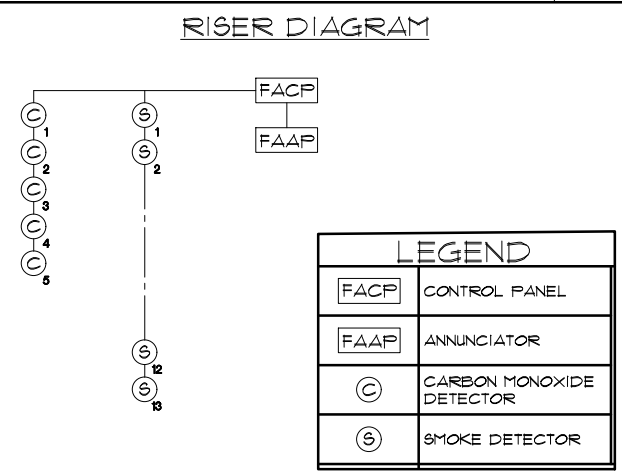 RISER DIAGRAM
FACP
C
1
S
1
FAAP
C
2
S
2
C
3
C
4
C
5
LEGEND
FACP CONTROL PANEL
FAAP ANNUNCIATOR
C CARBON MONOXIDE
DETECTOR
S SMOKE DETECTOR
S
12
S
13